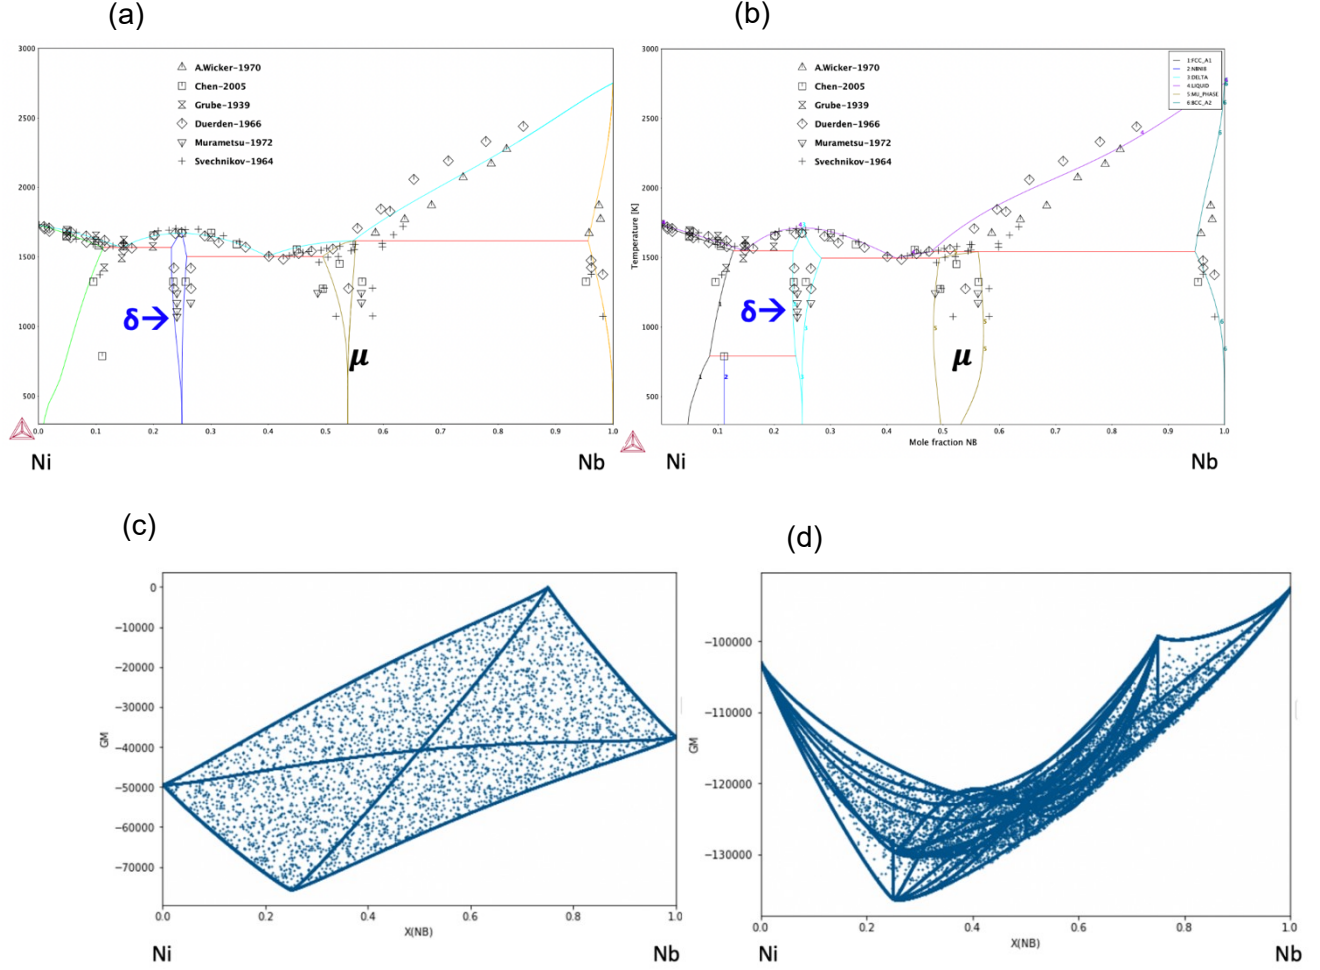 (a)
(b)
3000
2500
2000
1500
1000
500
A.Wicker-1970
Chen-2005
Grube-1939
Duerden-1966
Murametsu-1972
Svechnikov-1964
δ→
μ
0.0 0.1 0.2 0.3 0.4 0.5 0.6 0.7 0.8 0.9 1.0
Ni Nb
3000
2500
2000
1500
1000
500
Temperature [K]
A.Wicker-1970
Chen-2005
Grube-1939
Duerden-1966
Murametsu-1972
Svechnikov-1964
1:FCC_A1
2:NBNI8
3:DELTA
4:LIQUID
5:MU_PHASE
6:BCC_A2
δ→
μ
0.1 0.2 0.3 0.4 0.5 0.6 0.7 0.8 0.9 1.0
Mole fraction NB
Ni Nb
(c)
(d)
0
−10000
−20000
−30000
−40000
−50000
−60000
−70000
GM
0.0 0.2 0.4 0.6 0.8 1.0
X(NB)
Ni Nb
−100000
−110000
−120000
−130000
GM
0.0 0.2 0.4 0.6 0.8 1.0
X(NB)
Ni Nb